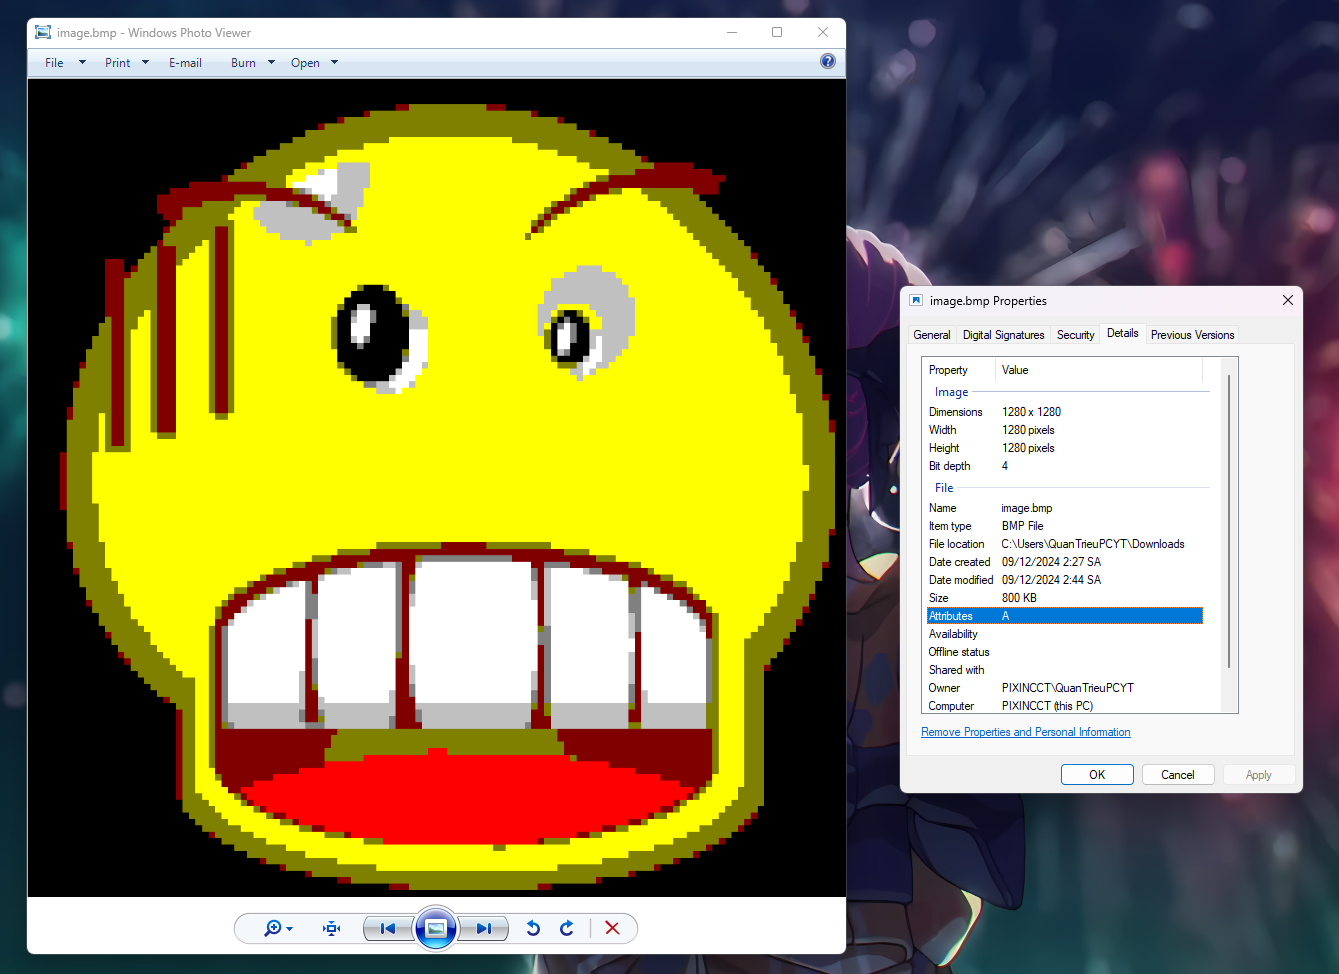 image.bmp - Windows Photo Viewer
File Print E-mail Burn Open
?
image.bmp Properties
General Digital Signatures Security Details Previous Versions
Property Value
Image
Dimensions 1280 x 1280
Width 1280 pixels
Height 1280 pixels
Bit depth 4
File
Name image.bmp
Item type BMP File
File location C:\Users\QuanTrieuPCYT\Downloads
Date created 09/12/2024 2:27 SA
Date modified 09/12/2024 2:44 SA
Size 800 KB
Attributes A
Availability
Offline status
Shared with
Owner PIXINCCT\QuanTrieuPCYT
Computer PIXINCCT (this PC)
Remove Properties and Personal Information
OK Cancel Apply